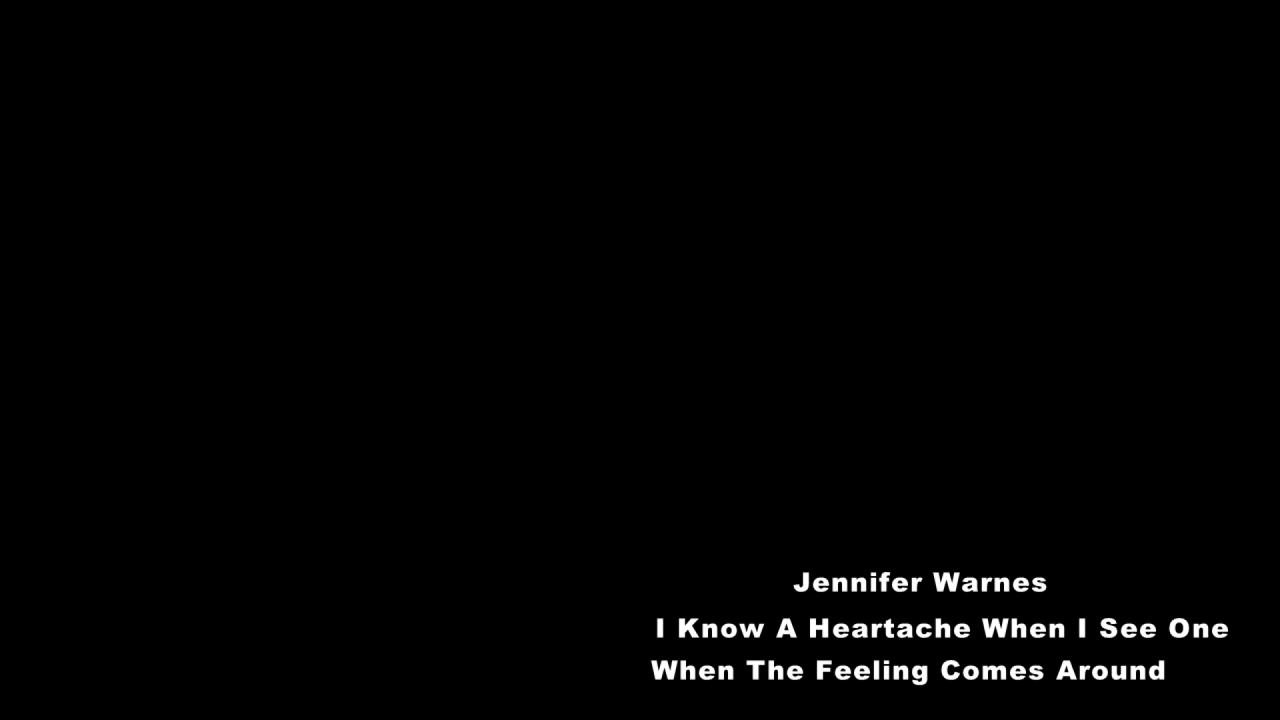 Jennifer Warnes
I Know A Heartache When I See One
When The Feeling Comes Around